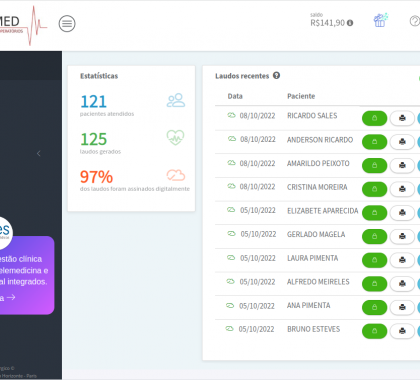 MED
saldo
R$141,90
Estatísticas
121
pacientes atendidos
125
laudos gerados
97%
dos laudos foram assinados digitalmente
Laudos recentes
Data Paciente
08/10/2022 RICARDO SALES
08/10/2022 ANDERSON RICARDO
08/10/2022 AMARILDO PEIXOTO
08/10/2022 CRISTINA MOREIRA
05/10/2022 ELIZABETE APARECIDA
05/10/2022 GERLADO MAGELA
05/10/2022 LAURA PIMENTA
05/10/2022 ALFREDO MEIRELES
05/10/2022 ANA PIMENTA
05/10/2022 BRUNO ESTEVES
es
estão clínica
elemedicina e
al integrados.
a